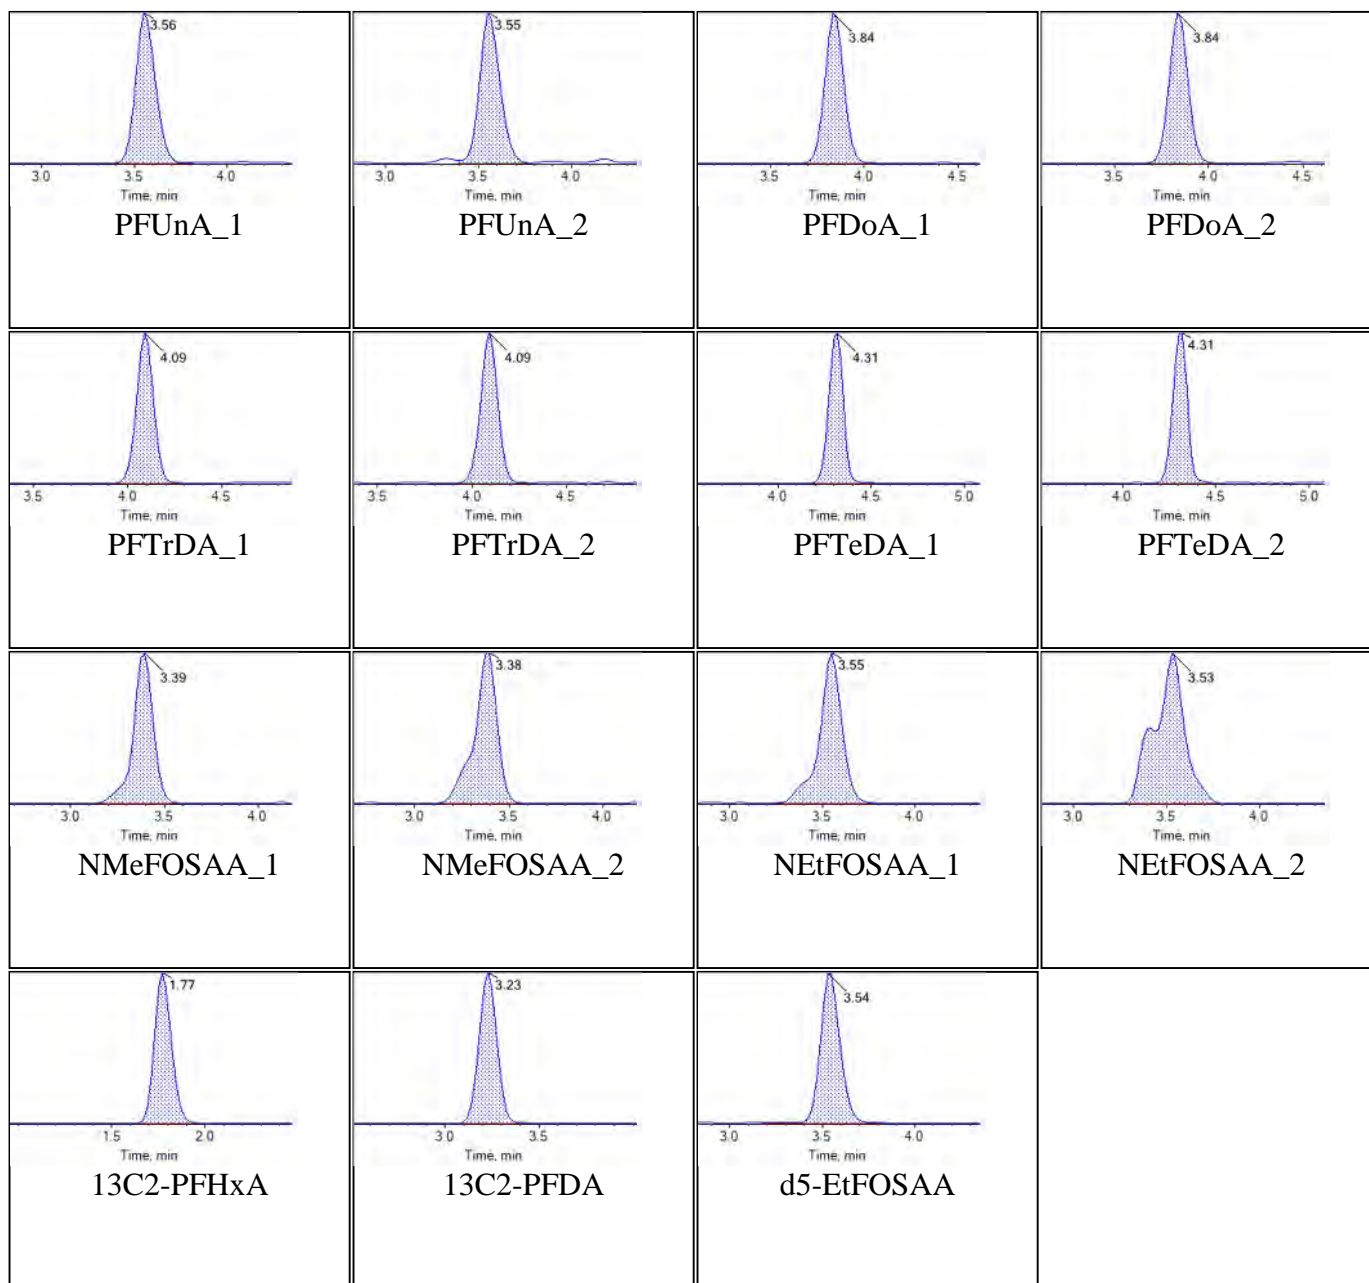 3.56
3.0 3.5 4.0
Time, min
PFUnA_1
3.55
3.0 3.5 4.0
Time, min
PFUnA_2
3.84
3.5 4.0 4.5
Time, min
PFDoA_1
3.84
3.5 4.0 4.5
Time, min
PFDoA_2
4.09
3.5 4.0 4.5
Time, min
PFTrDA_1
4.09
3.5 4.0 4.5
Time, min
PFTrDA_2
4.31
4.0 4.5 5.0
Time, min
PFTeDA_1
4.31
4.0 4.5 5.0
Time, min
PFTeDA_2
3.39
3.0 3.5 4.0
Time, min
NMeFOSAA_1
3.38
3.0 3.5 4.0
Time, min
NMeFOSAA_2
3.55
3.0 3.5 4.0
Time, min
NEtFOSAA_1
3.53
3.0 3.5 4.0
Time, min
NEtFOSAA_2
1.77
1.5 2.0
Time, min
13C2-PFHxA
3.23
3.0 3.5
Time, min
13C2-PFDA
3.54
3.0 3.5 4.0
Time, min
d5-EtFOSAA